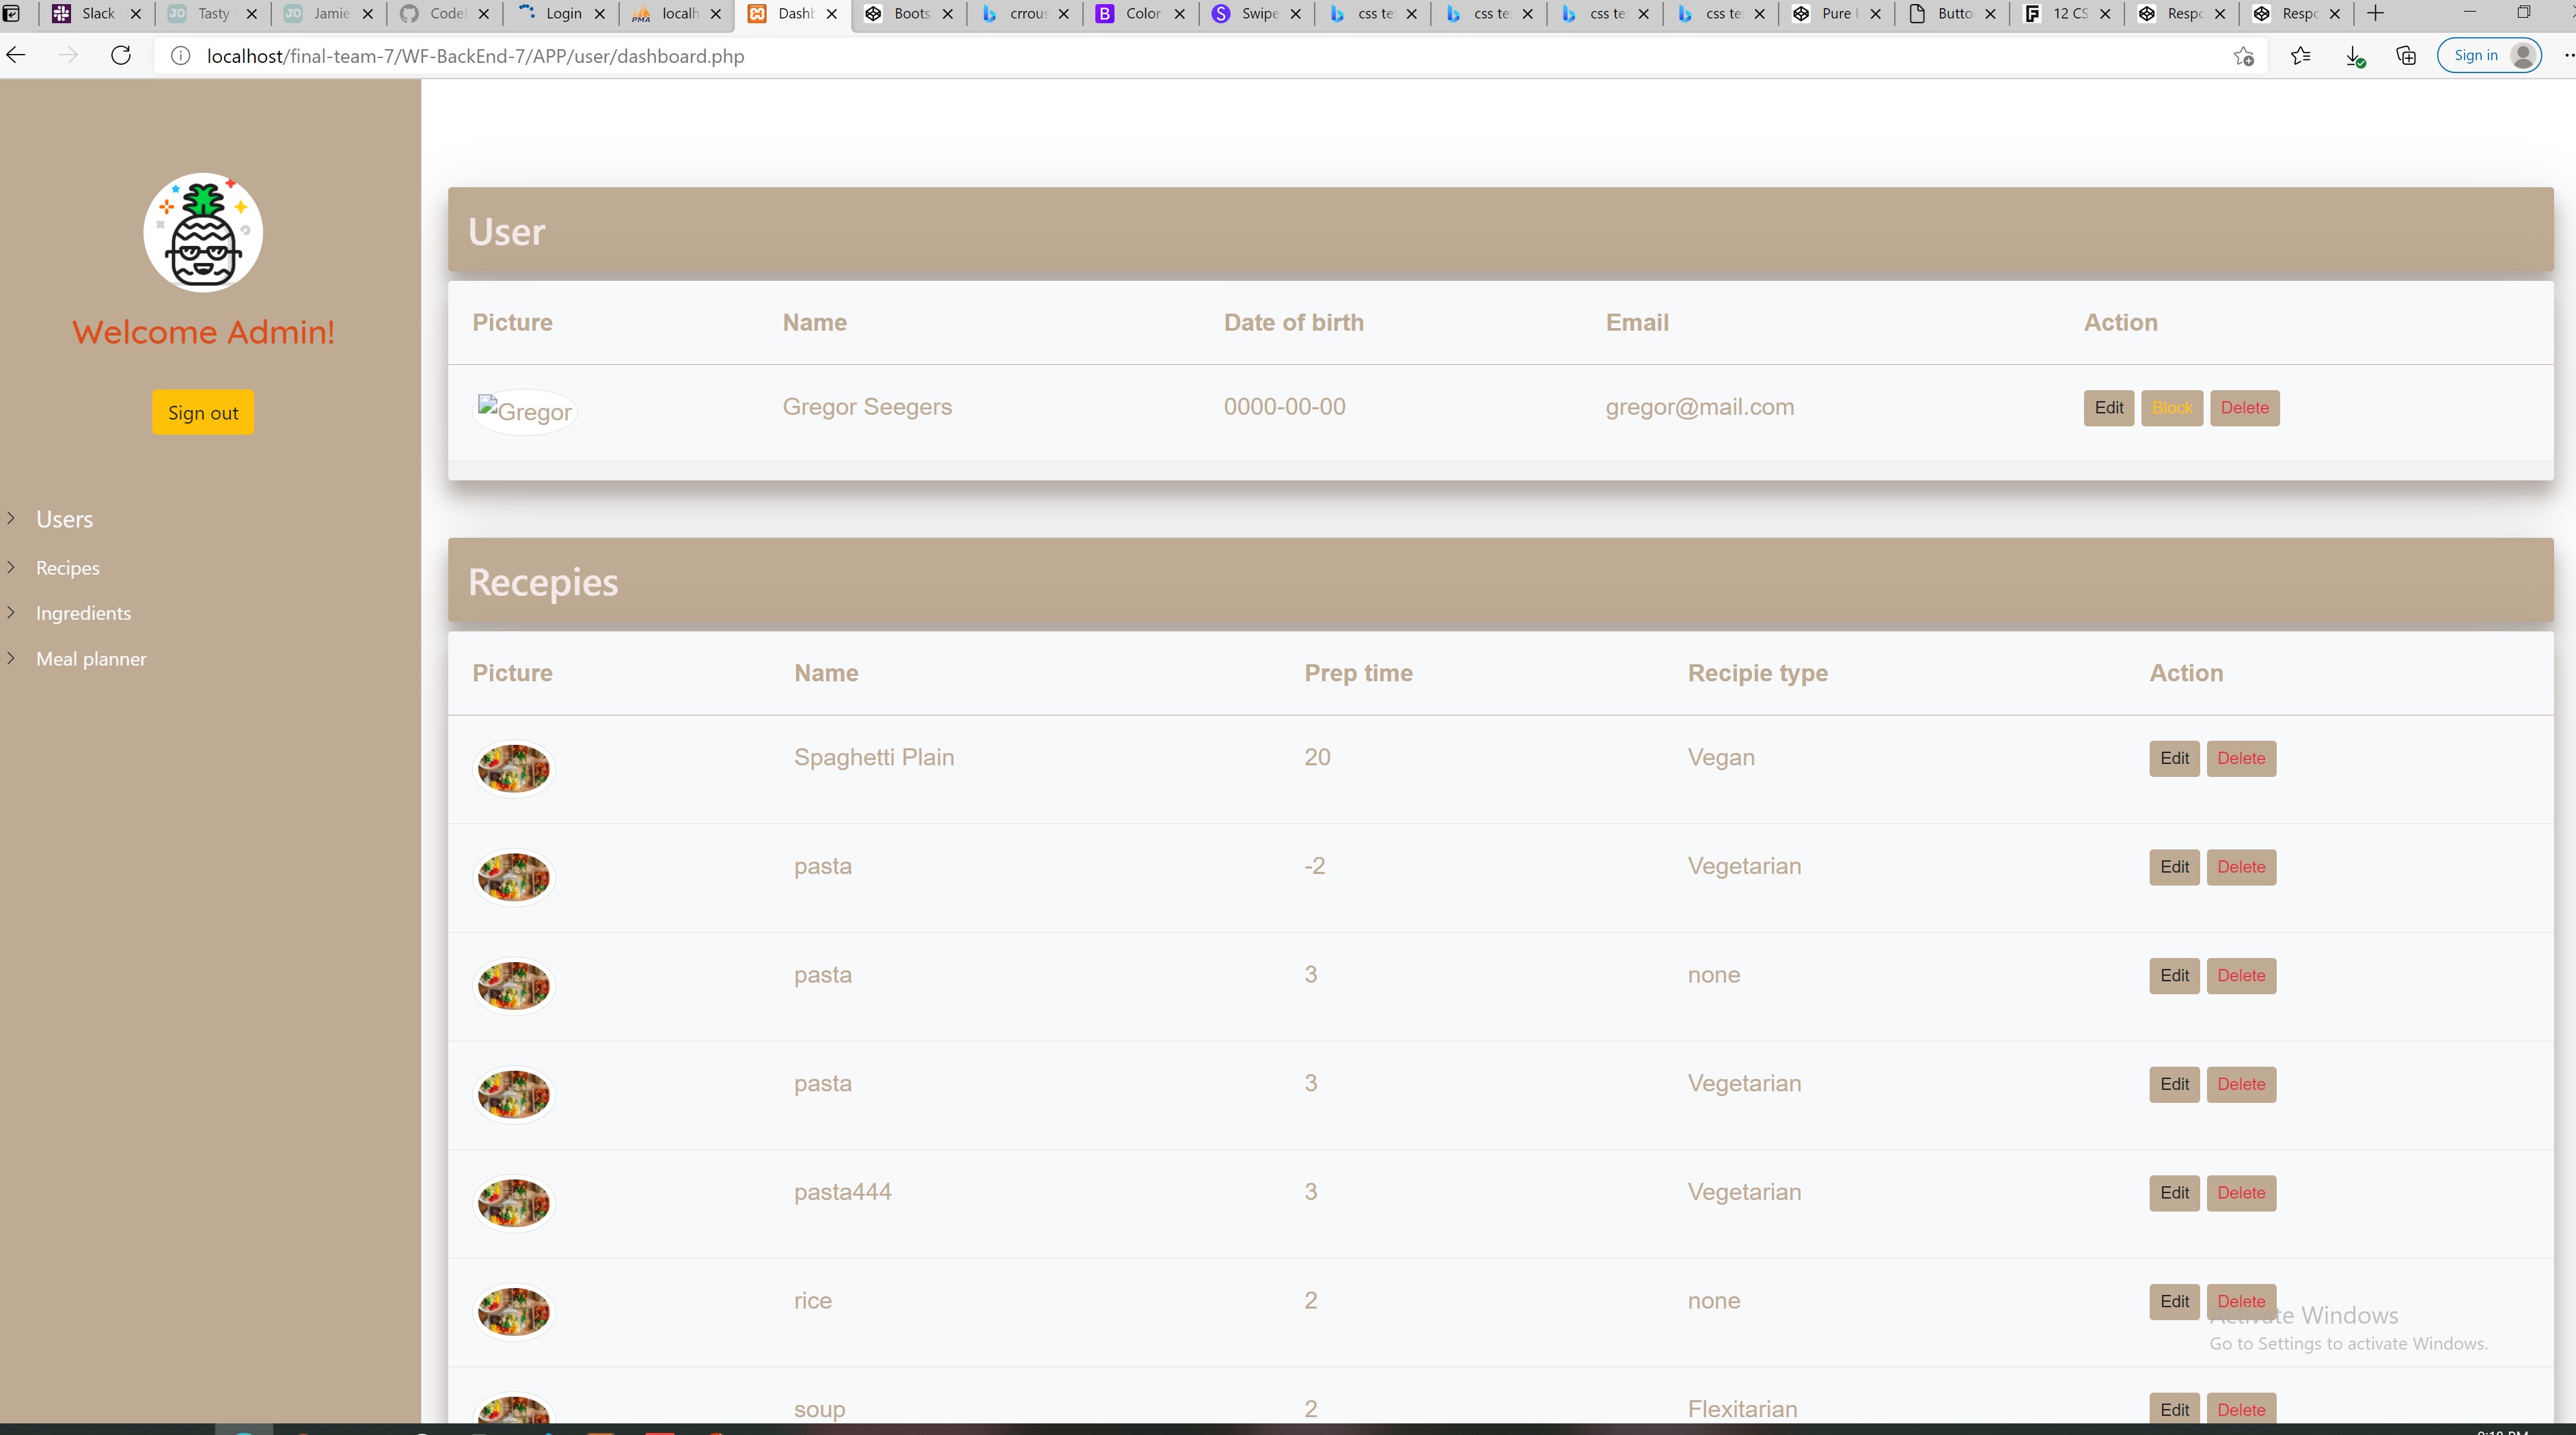 Slack Tasty Jamie Codel Login localh Dashb Boots crrous Color Swipe css te css te css te css te Pure Butto 12 CS Respo Respo
localhost/final-team-7/WF-BackEnd-7/APP/user/dashboard.php Sign in
Welcome Admin!
Sign out
Users
Recipes
Ingredients
Meal planner
User
Picture Name Date of birth Email Action
Gregor Gregor Seegers 0000-00-00 gregor@mail.com Edit Block Delete
Recepies
Picture Name Prep time Recipie type Action
Spaghetti Plain 20 Vegan Edit Delete
pasta -2 Vegetarian Edit Delete
pasta 3 none Edit Delete
pasta 3 Vegetarian Edit Delete
pasta444 3 Vegetarian Edit Delete
rice 2 none Edit Delete
Activate Windows
Go to Settings to activate Windows.
soup 2 Flexitarian Edit Delete